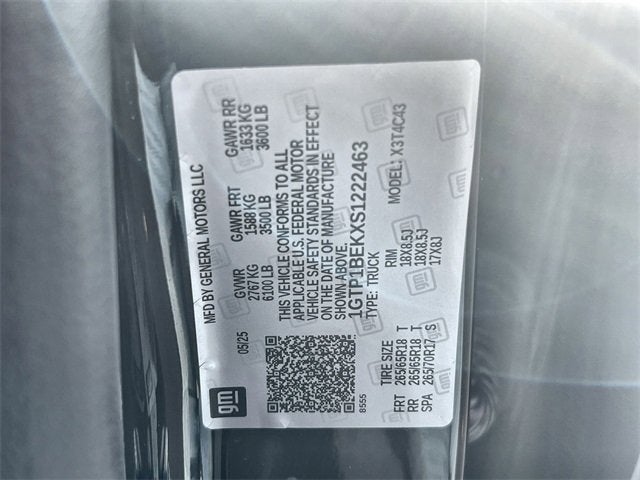 gm
MFD BY GENERAL MOTORS LLC
05/25
GVWR GAWR FRT GAWR RR
2767 KG 1588 KG 1633 KG
6100 LB 3500 LB 3600 LB
THIS VEHICLE CONFORMS TO ALL
APPLICABLE U.S. FEDERAL MOTOR
VEHICLE SAFETY STANDARDS IN EFFECT
ON THE DATE OF MANUFACTURE
SHOWN ABOVE.
1GTP1BEKXS1222463
TYPE: TRUCK
8555
MODEL: X3T4C43
TIRE SIZE RIM
FRT 265/65R18 T 18X8.5J
RR 265/65R18 T 18X8.5J
SPA 265/70R17 S 17X8J